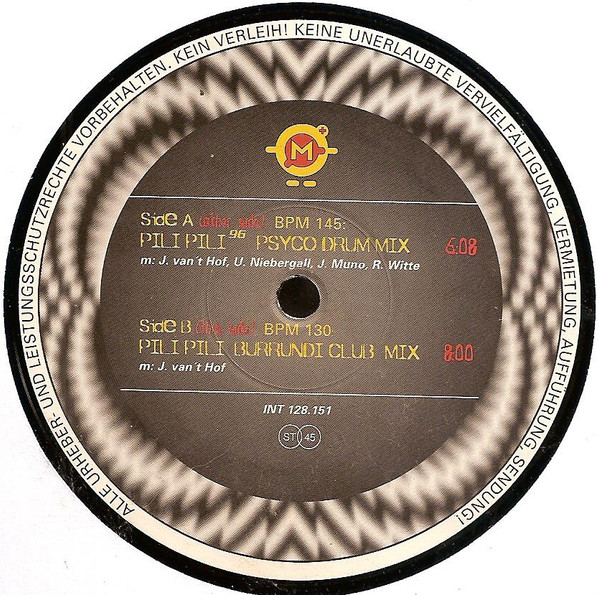 ALLE URHEBER- UND LEISTUNGSSCHUTZRECHTE VORBEHALTEN. KEIN VERLEIH! KEINE UNERLAUBTE VERVIELFÄLTIGUNG, VERMIETUNG, AUFFÜHRUNG, SENDUNG!
M+
Side A (other side) BPM 145:
PILI PILI 96 PSYCO DRUM MIX 6:08
m: J. van't Hof, U. Niebergall, J. Muno, R. Witte
Side B (this side) BPM 130
PILI PILI BURRUNDI CLUB MIX 8:00
m: J. van't Hof
INT 128.151
ST 45